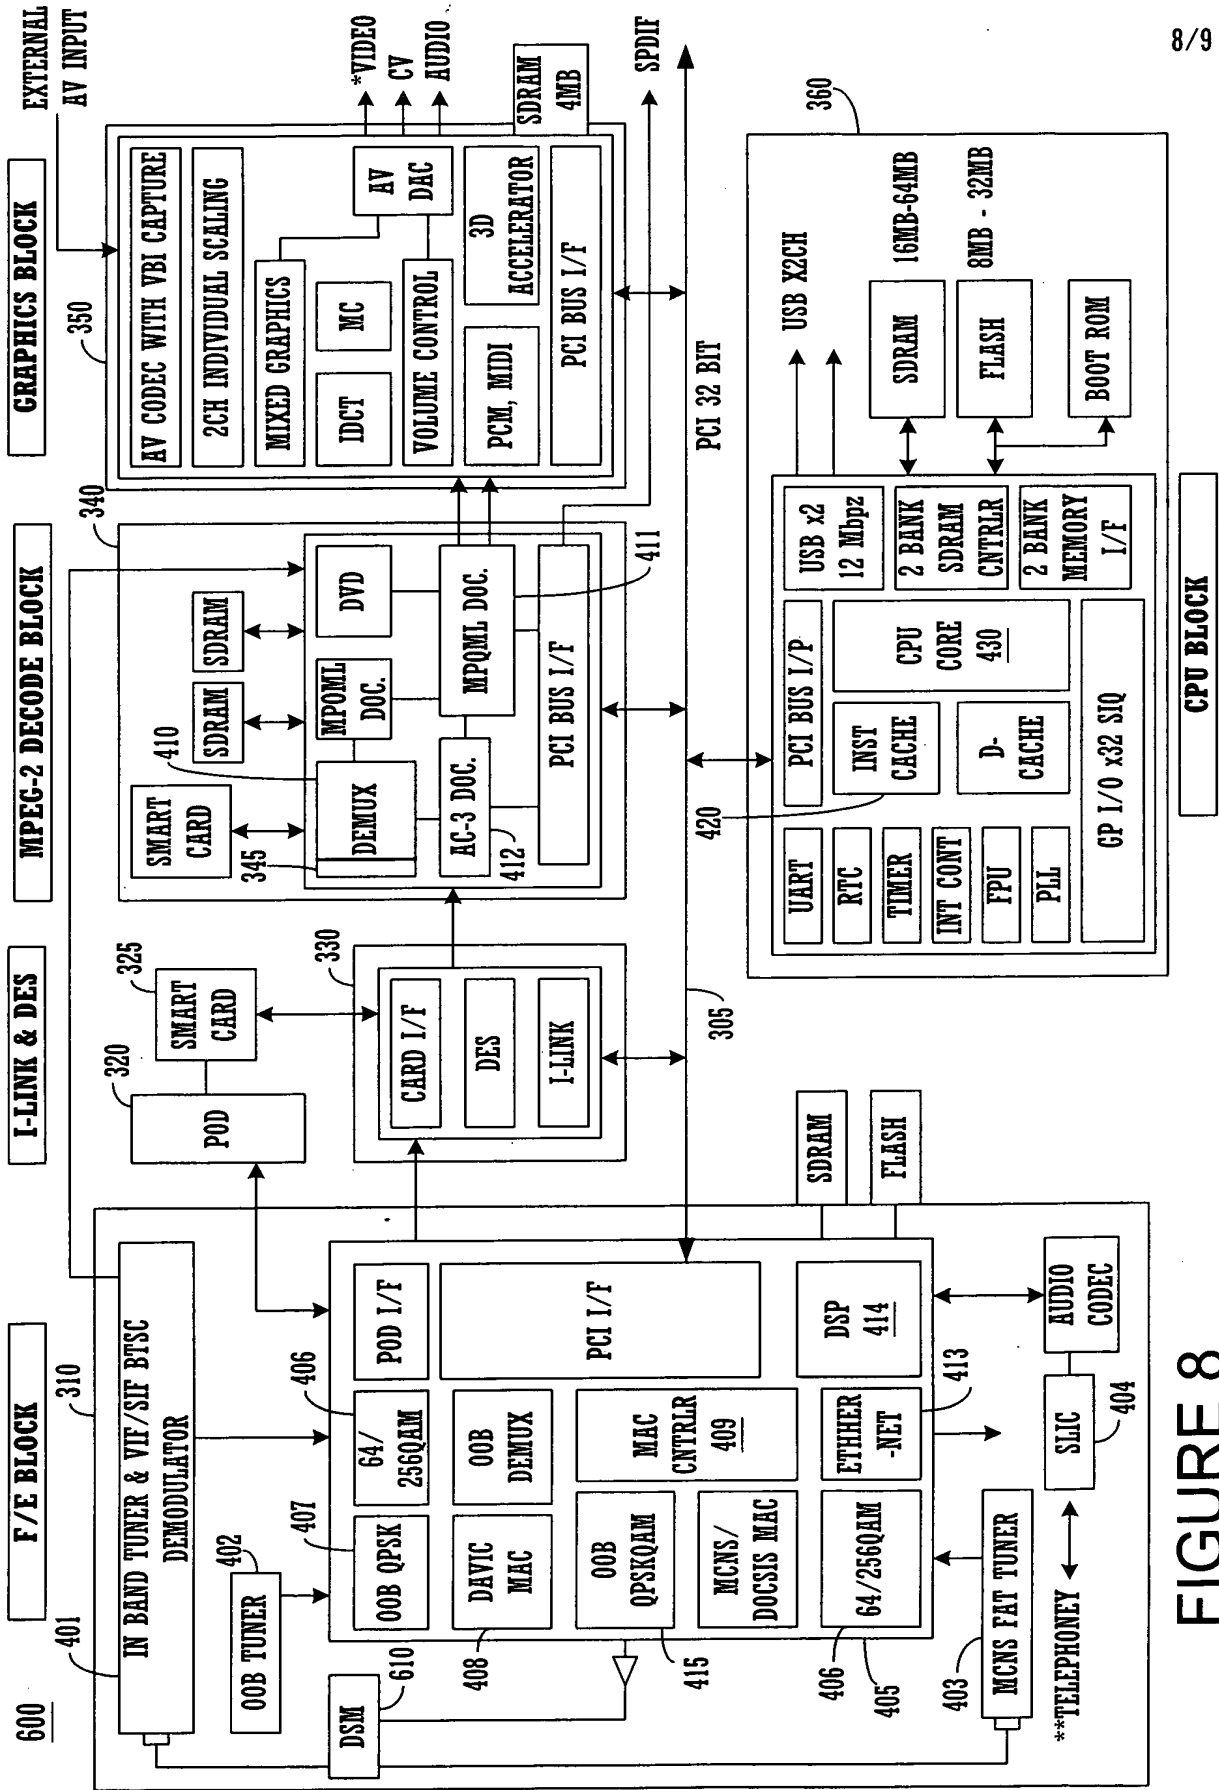 8/9
600
F/E BLOCK
I-LINK & DES
MPEG-2 DECODE BLOCK
GRAPHICS BLOCK
EXTERNAL
AV INPUT
310
401
IN BAND TUNER & VIF/SIF BTSC
DEMODULATOR
402
OOB TUNER
DSM
610
407
OOB QPSK
406
64/
256QAM
POD I/F
DAVIC
MAC
408
OOB
DEMUX
PCI I/F
OOB
QPSKQAM
415
MAC
CNTRLR
409
MCNS/
DOCSIS MAC
64/256QAM
406
405
ETHHER
-NET
413
DSP
414
SDRAM
FLASH
403
MCNS FAT TUNER
SLIC
404
AUDIO
CODEC
**TELEPHONEY
320
POD
325
SMART
CARD
330
CARD I/F
DES
I-LINK
305
340
SMART
CARD
SDRAM
SDRAM
345
410
DEMUX
MPOML
DOC.
DVD
AC-3 DOC.
412
MPQML DOC.
411
PCI BUS I/F
350
AV CODEC WITH VBI CAPTURE
2CH INDIVIDUAL SCALING
MIXED GRAPHICS
IDCT
MC
AV
DAC
VOLUME CONTROL
PCM, MIDI
3D
ACCELERATOR
PCI BUS I/F
*VIDEO
CV
AUDIO
SDRAM
4MB
SPDIF
PCI 32 BIT
360
UART
RTC
TIMER
INT CONT
FPU
PLL
PCI BUS I/P
420
INST
CACHE
D-
CACHE
CPU
CORE
430
GP I/O x32 SIQ
USB x2
12 Mbpz
2 BANK
SDRAM
CNTRLR
2 BANK
MEMORY
I/F
USB X2CH
SDRAM
16MB-64MB
FLASH
8MB - 32MB
BOOT ROM
CPU BLOCK
FIGURE 8